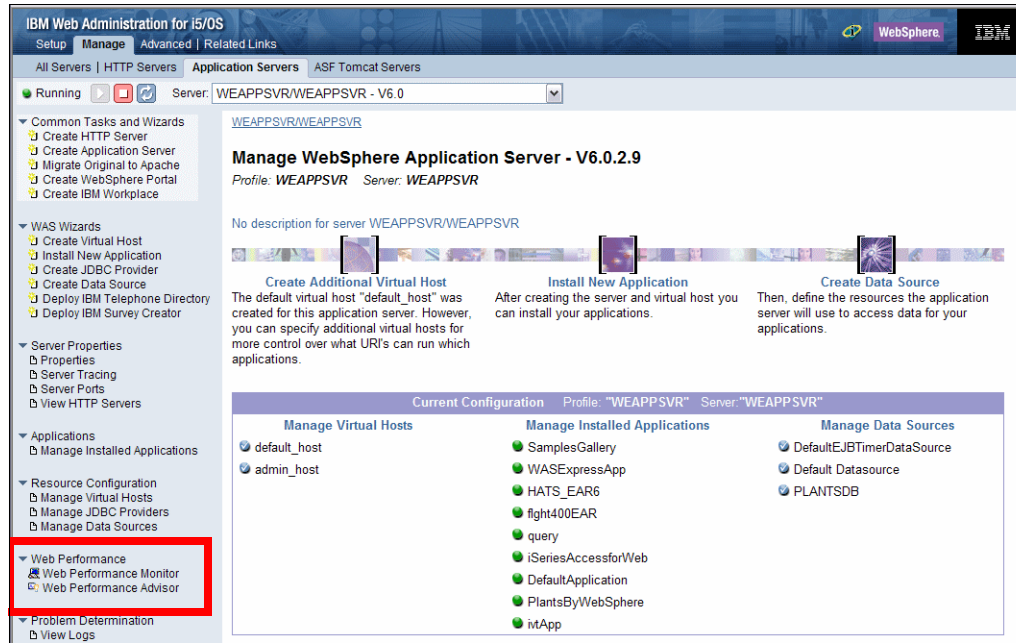 IBM Web Administration for i5/OS
WebSphere.
IBM
Setup Manage Advanced | Related Links
All Servers | HTTP Servers Application Servers ASF Tomcat Servers
Running Server: WEAPPSVR/WEAPPSVR - V6.0
Common Tasks and Wizards
Create HTTP Server
Create Application Server
Migrate Original to Apache
Create WebSphere Portal
Create IBM Workplace
WAS Wizards
Create Virtual Host
Install New Application
Create JDBC Provider
Create Data Source
Deploy IBM Telephone Directory
Deploy IBM Survey Creator
Server Properties
Properties
Server Tracing
Server Ports
View HTTP Servers
Applications
Manage Installed Applications
Resource Configuration
Manage Virtual Hosts
Manage JDBC Providers
Manage Data Sources
Web Performance
Web Performance Monitor
Web Performance Advisor
Problem Determination
View Logs
WEAPPSVR/WEAPPSVR
Manage WebSphere Application Server - V6.0.2.9
Profile: WEAPPSVR Server: WEAPPSVR
No description for server WEAPPSVR/WEAPPSVR
Create Additional Virtual Host
The default virtual host "default_host" was
created for this application server. However,
you can specify additional virtual hosts for
more control over what URI's can run which
applications.
Install New Application
After creating the server and virtual host you
can install your applications.
Create Data Source
Then, define the resources the application
server will use to access data for your
applications.
Current Configuration Profile: "WEAPPSVR" Server:"WEAPPSVR"
Manage Virtual Hosts
default_host
admin_host
Manage Installed Applications
SamplesGallery
WASExpressApp
HATS_EAR6
flght400EAR
query
iSeriesAccessforWeb
DefaultApplication
PlantsByWebSphere
ivtApp
Manage Data Sources
DefaultEJBTimerDataSource
Default Datasource
PLANTSDB